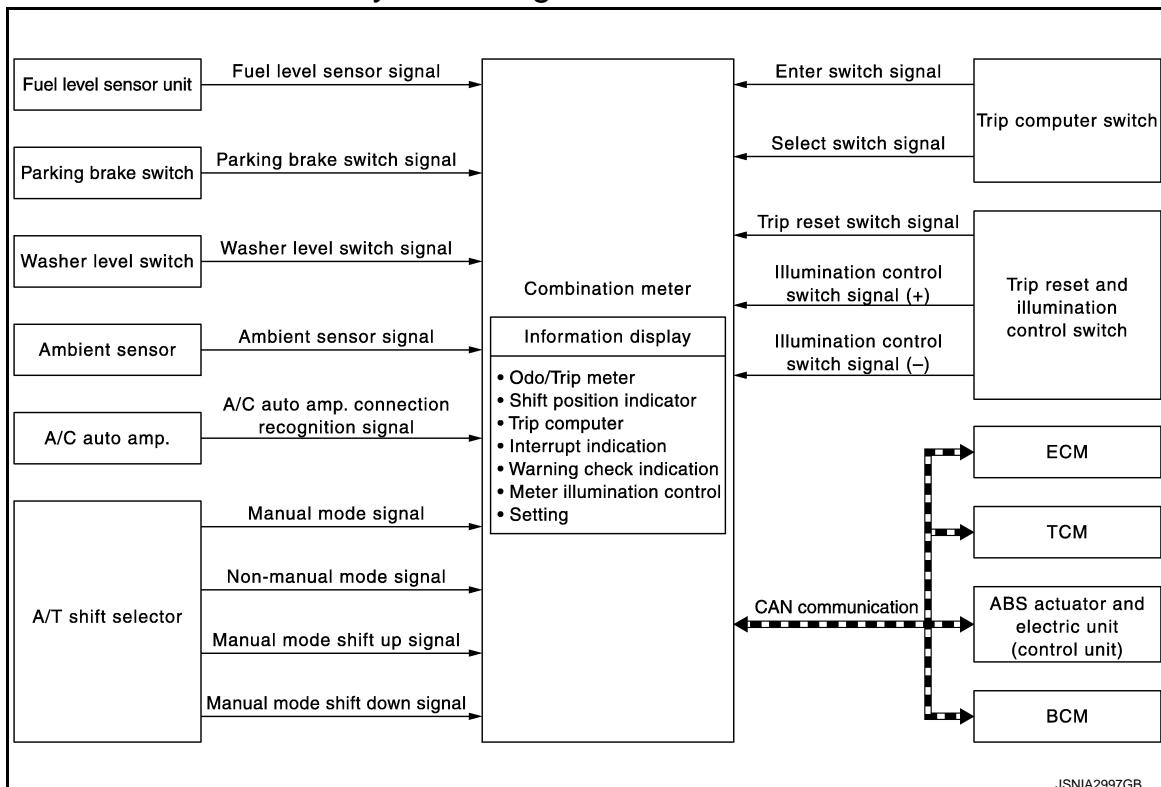 Fuel level sensor unit
Fuel level sensor signal
Parking brake switch
Parking brake switch signal
Washer level switch
Washer level switch signal
Ambient sensor
Ambient sensor signal
A/C auto amp.
A/C auto amp. connection
recognition signal
A/T shift selector
Manual mode signal
Non-manual mode signal
Manual mode shift up signal
Manual mode shift down signal
Combination meter
Information display
• Odo/Trip meter
• Shift position indicator
• Trip computer
• Interrupt indication
• Warning check indication
• Meter illumination control
• Setting
Enter switch signal
Select switch signal
Trip computer switch
Trip reset switch signal
Illumination control
switch signal (+)
Illumination control
switch signal (–)
Trip reset and
illumination
control switch
CAN communication
ECM
TCM
ABS actuator and
electric unit
(control unit)
BCM
JSNIA2997GB